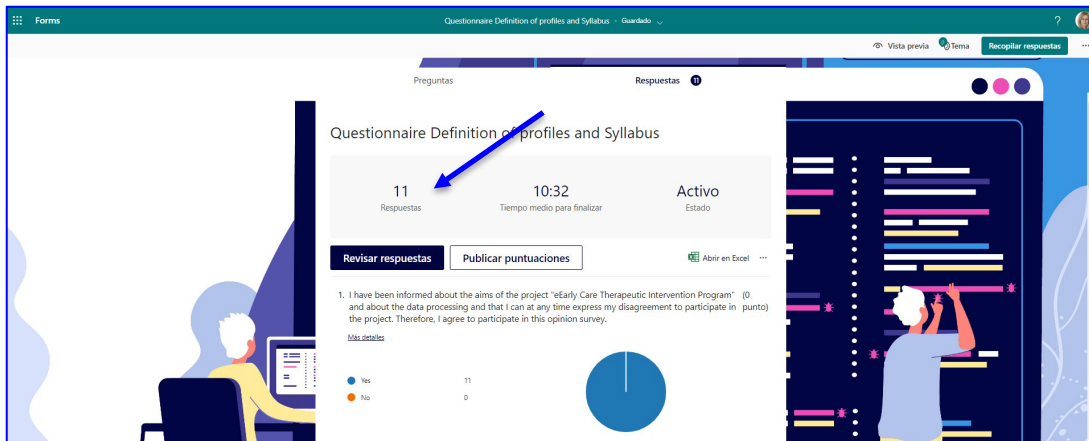 Forms
Questionnaire Definition of profiles and Syllabus - Guardado
?
Vista previa
Tema
Recopilar respuestas
...
Preguntas
Respuestas 11
Questionnaire Definition of profiles and Syllabus
11
Respuestas
10:32
Tiempo medio para finalizar
Activo
Estado
Revisar respuestas
Publicar puntuaciones
Abrir en Excel
...
1. I have been informed about the aims of the project "eEarly Care Therapeutic Intervention Program" (0
and about the data processing and that I can at any time express my disagreement to participate in punto)
the project. Therefore, I agree to participate in this opinion survey.
Más detalles
Yes 11
No 0